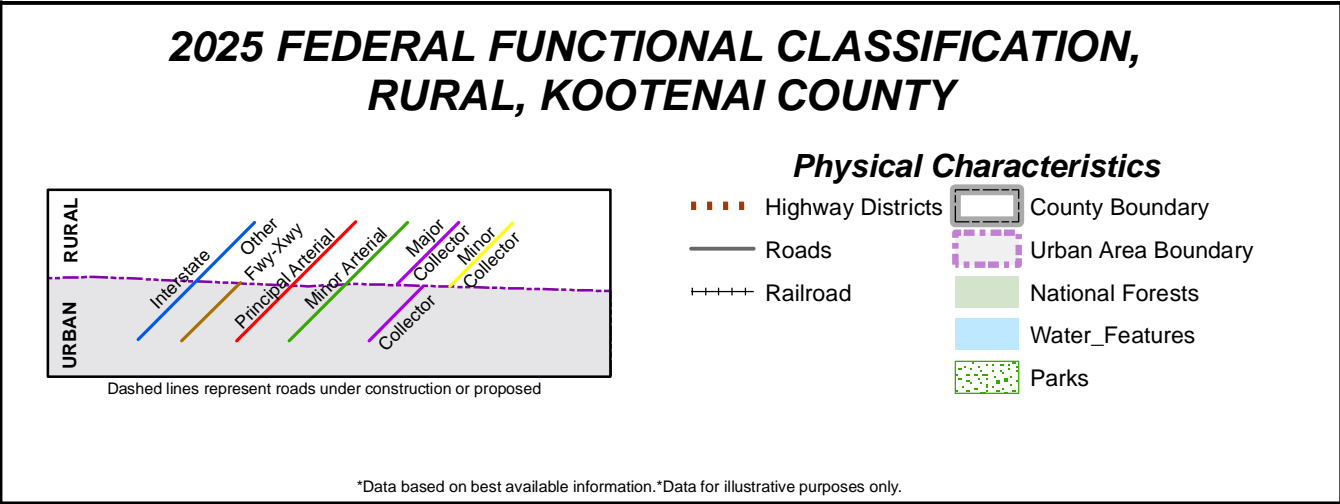 2025 FEDERAL FUNCTIONAL CLASSIFICATION,
RURAL, KOOTENAI COUNTY
RURAL
URBAN
Interstate
Other
Fwy-Xwy
Principal Arterial
Minor Arterial
Major
Collector
Minor
Collector
Collector
Dashed lines represent roads under construction or proposed
Physical Characteristics
Highway Districts
Roads
Railroad
County Boundary
Urban Area Boundary
National Forests
Water_Features
Parks
*Data based on best available information.*Data for illustrative purposes only.